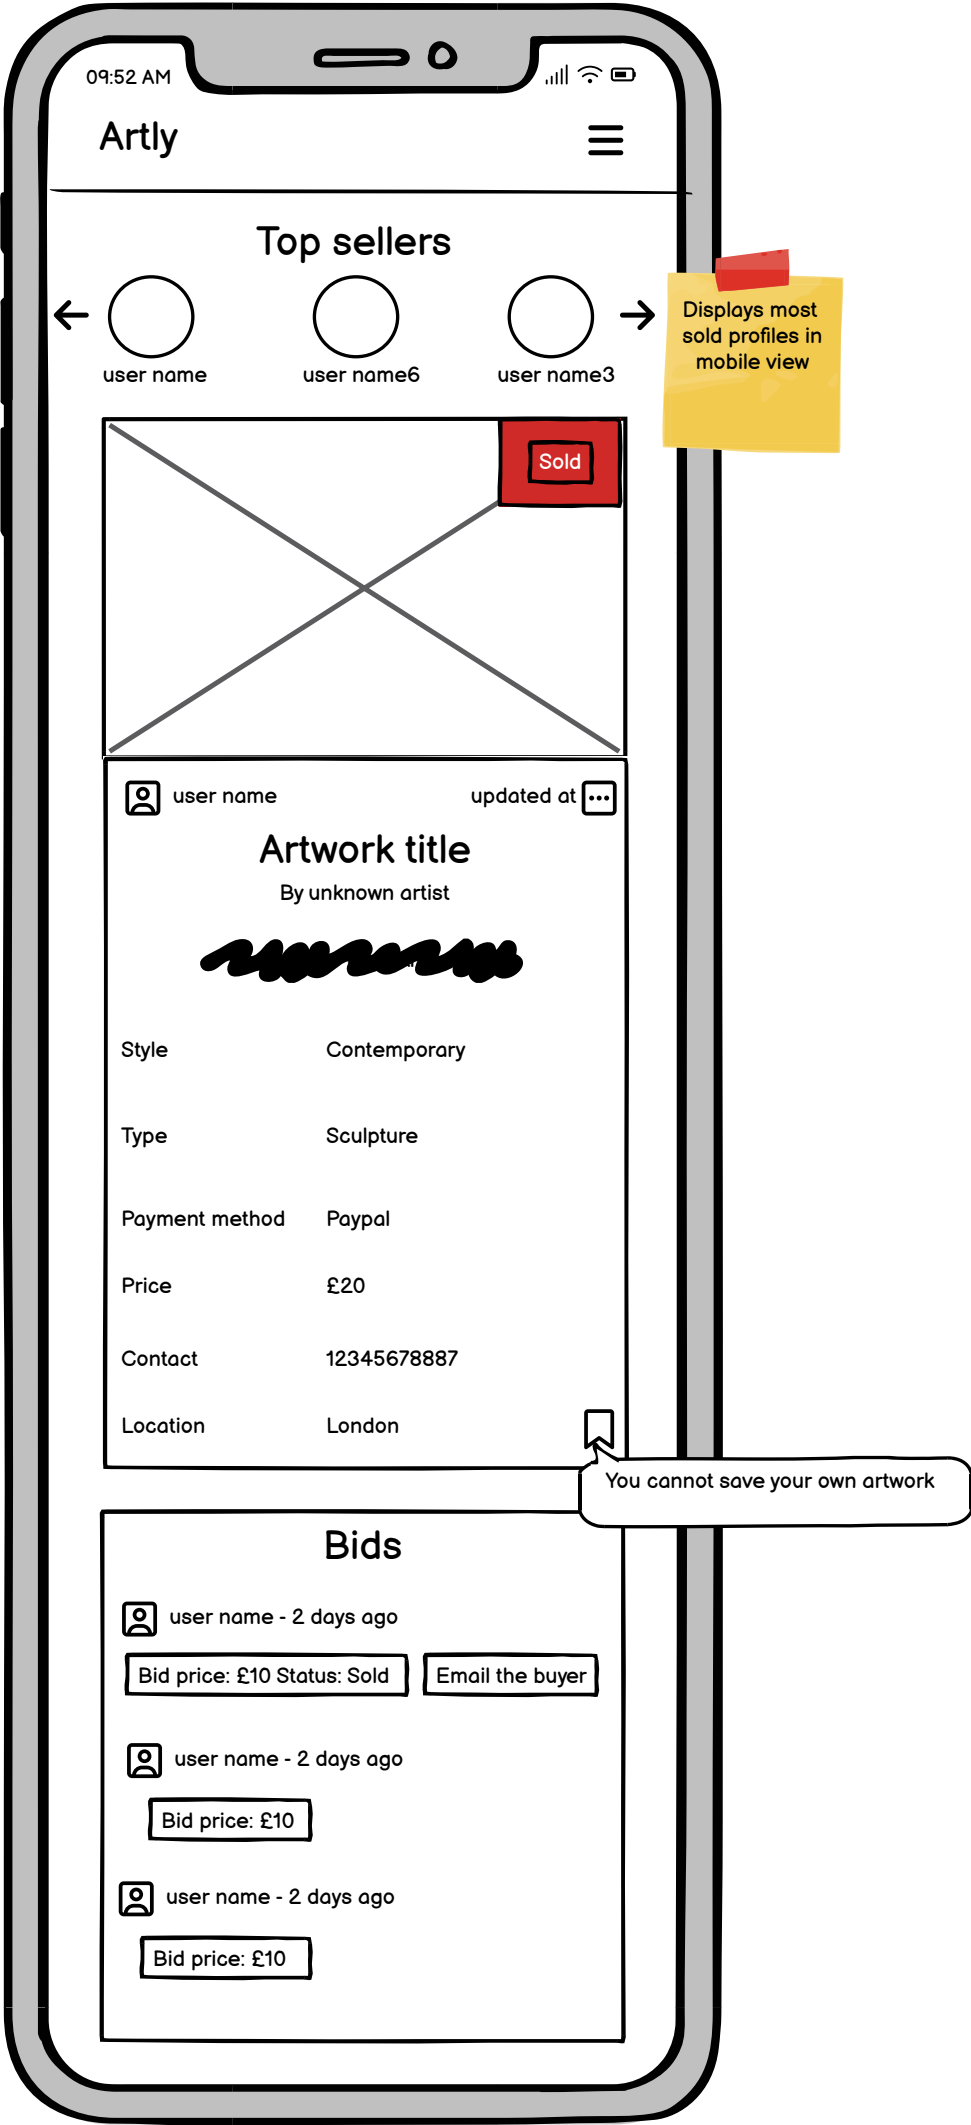 09:52 AM
Artly
Top sellers
user name
user name6
user name3
Displays most
sold profiles in
mobile view
Sold
user name
updated at
Artwork title
By unknown artist
Style Contemporary
Type Sculpture
Payment method Paypal
Price £20
Contact 12345678887
Location London
You cannot save your own artwork
Bids
user name - 2 days ago
Bid price: £10 Status: Sold
Email the buyer
user name - 2 days ago
Bid price: £10
user name - 2 days ago
Bid price: £10